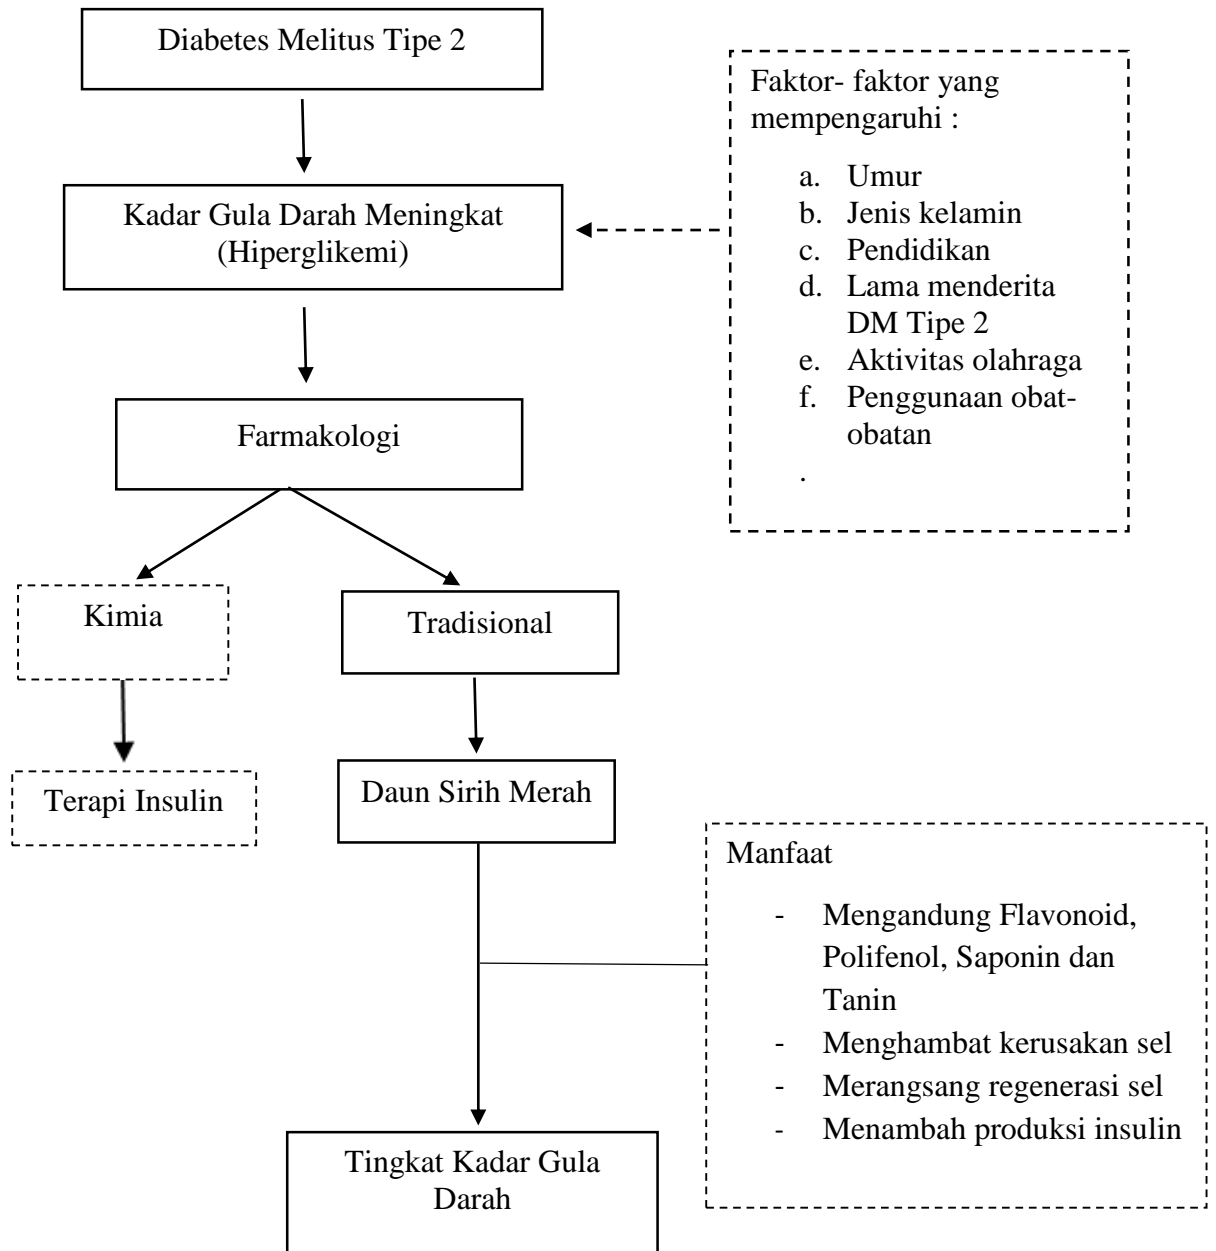 Diabetes Melitus Tipe 2
Faktor- faktor yang
mempengaruhi :
a. Umur
b. Jenis kelamin
c. Pendidikan
d. Lama menderita
DM Tipe 2
e. Aktivitas olahraga
f. Penggunaan obat-
obatan
.
Kadar Gula Darah Meningkat
(Hiperglikemi)
Farmakologi
Kimia
Tradisional
Terapi Insulin
Daun Sirih Merah
Manfaat
- Mengandung Flavonoid,
Polifenol, Saponin dan
Tanin
- Menghambat kerusakan sel
- Merangsang regenerasi sel
- Menambah produksi insulin
Tingkat Kadar Gula
Darah